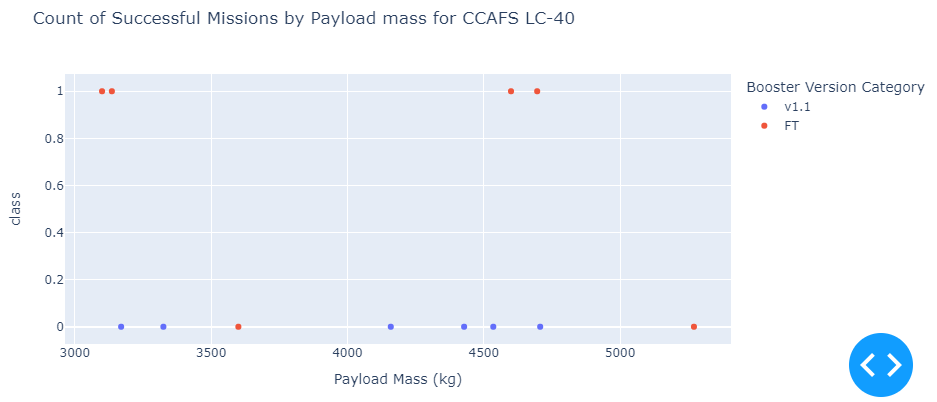 Count of Successful Missions by Payload mass for CCAFS LC-40
Booster Version Category
v1.1
FT
class
1
0.8
0.6
0.4
0.2
0
3000 3500 4000 4500 5000
Payload Mass (kg)